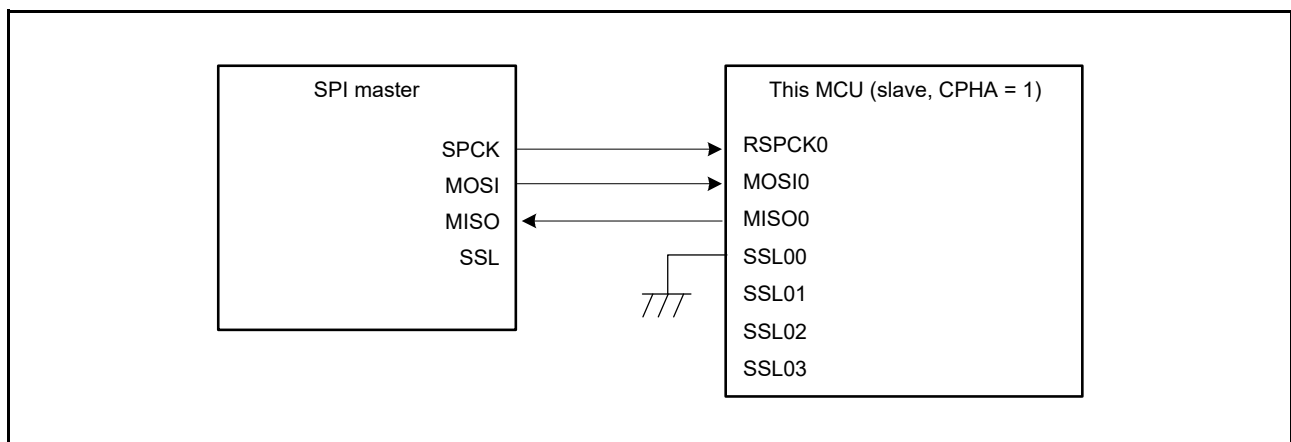 SPI master
SPCK
MOSI
MISO
SSL
This MCU (slave, CPHA = 1)
RSPCK0
MOSI0
MISO0
SSL00
SSL01
SSL02
SSL03